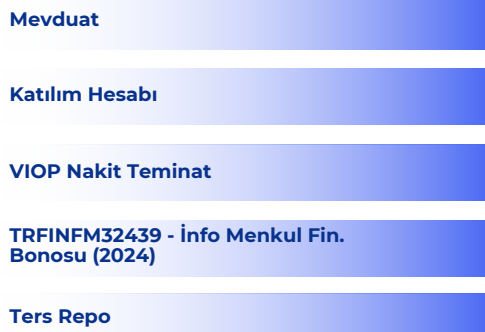 Mevduat
Katılım Hesabı
VIOP Nakit Teminat
TRFINFM32439 - İnfo Menkul Fin.
Bonosu (2024)
Ters Repo